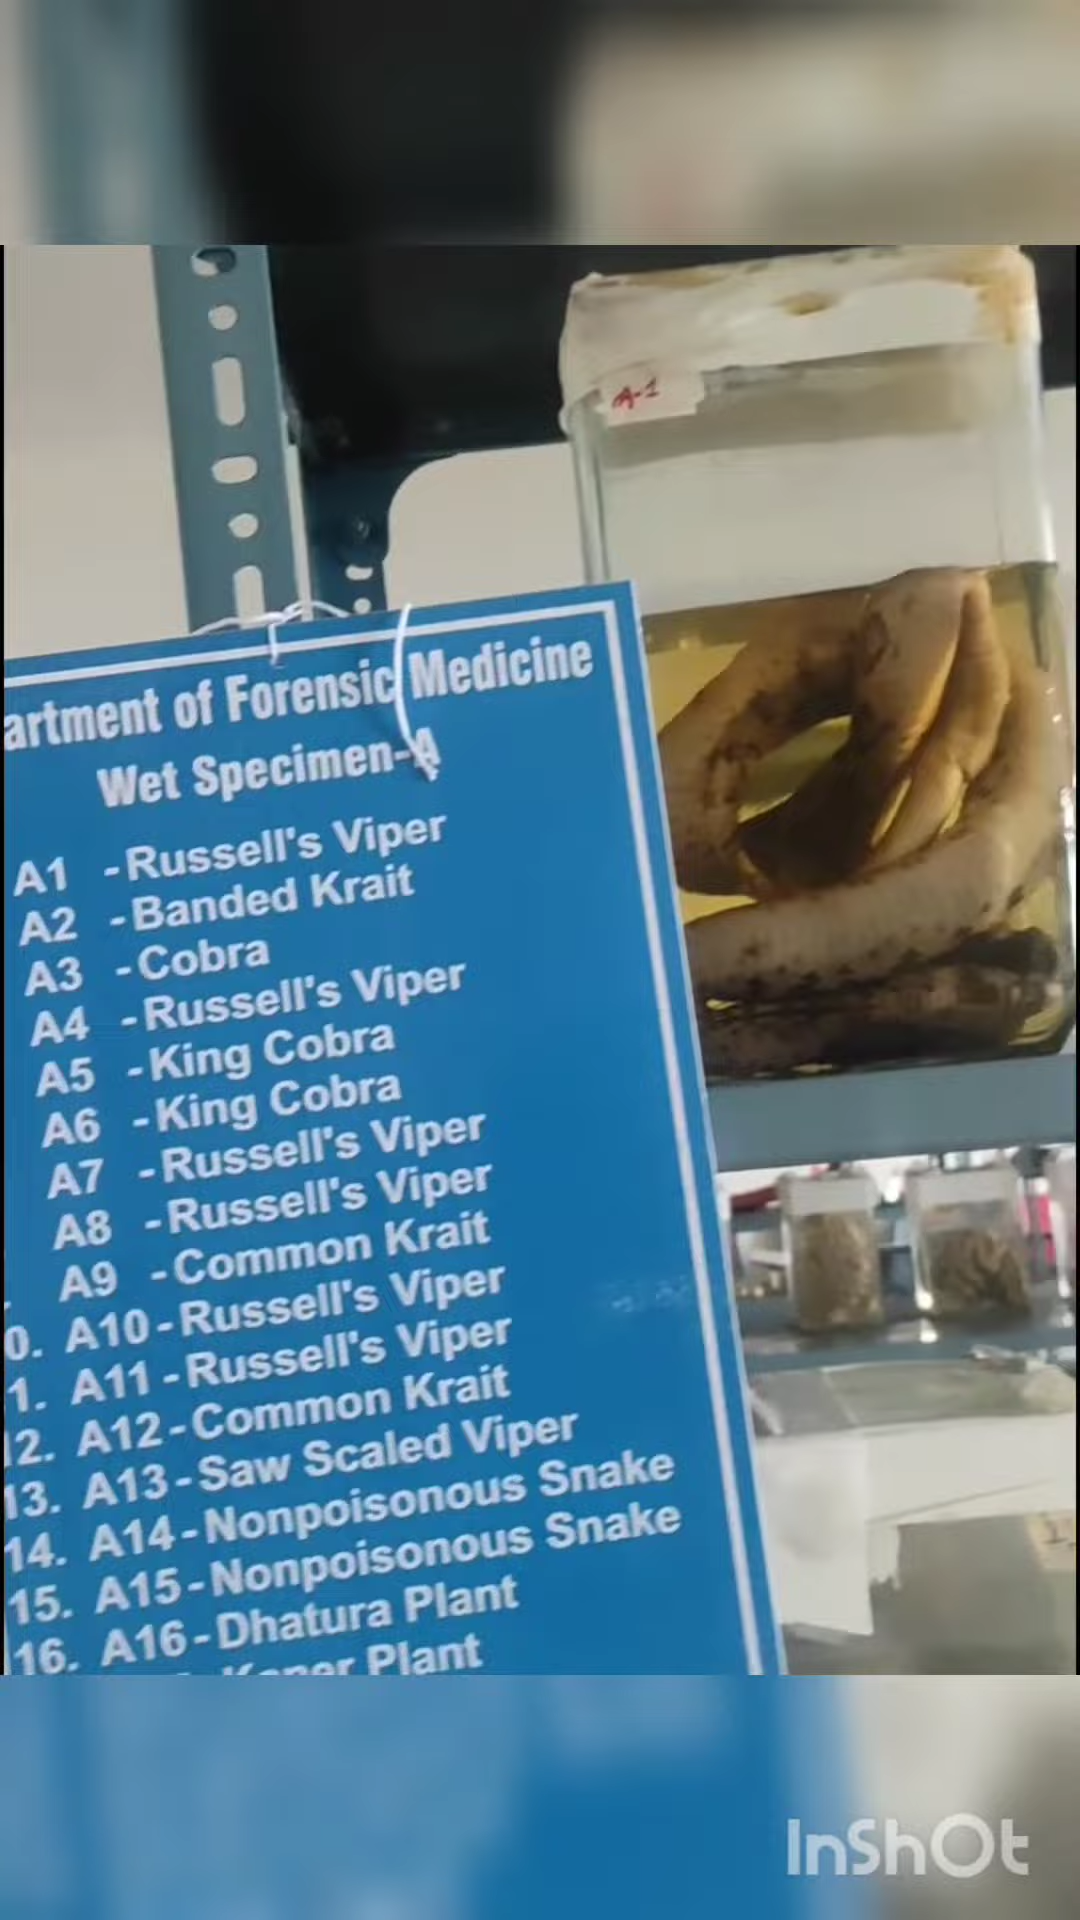 A-1
artment of Forensic Medicine
Wet Specimen-A
A1 - Russell's Viper
A2 - Banded Krait
A3 - Cobra
A4 - Russell's Viper
A5 - King Cobra
A6 - King Cobra
A7 - Russell's Viper
A8 - Russell's Viper
A9 - Common Krait
0. A10 - Russell's Viper
1. A11 - Russell's Viper
12. A12 - Common Krait
13. A13 - Saw Scaled Viper
14. A14 - Nonpoisonous Snake
15. A15 - Nonpoisonous Snake
16. A16 - Dhatura Plant
Plant
InShOt